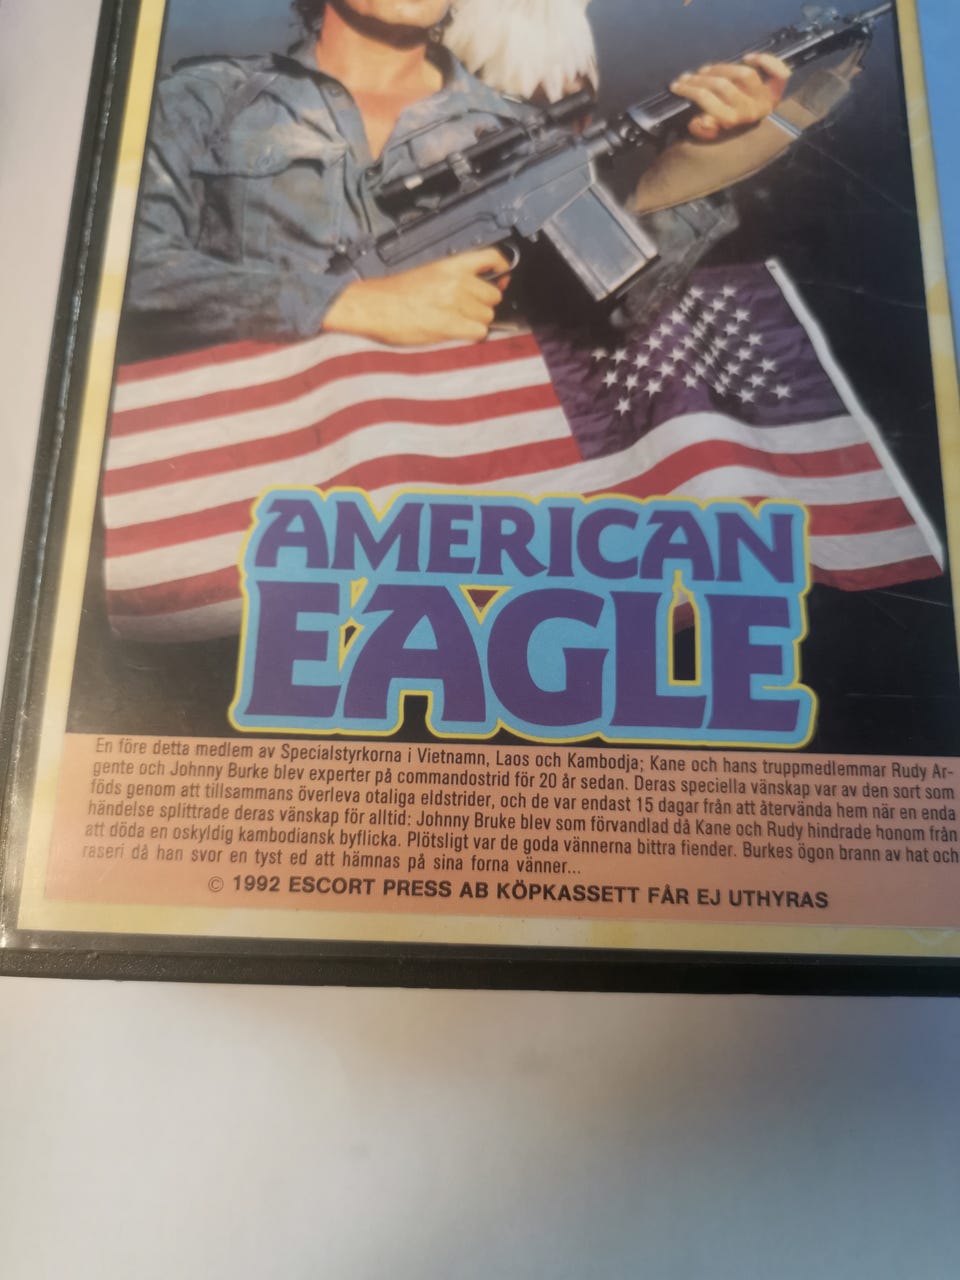 AMERICAN
EAGLE
En före detta medlem av Specialstyrkorna i Vietnamn, Laos och Kambodja; Kane och hans truppmedlemmar Rudy Ar-
gente och Johnny Burke blev experter på commandostrid för 20 år sedan. Deras speciella vänskap var av den sort som
föds genom att tillsammans överleva otaliga eldstrider, och de var endast 15 dagar från att återvända hem när en enda
händelse splittrade deras vänskap för alltid: Johnny Bruke blev som förvandlad då Kane och Rudy hindrade honom från
att döda en oskyldig kambodiansk byflicka. Plötsligt var de goda vännerna bittra fiender. Burkes ögon brann av hat och
raseri då han svor en tyst ed att hämnas på sina forna vänner...
© 1992 ESCORT PRESS AB KÖPKASSETT FÅR EJ UTHYRAS